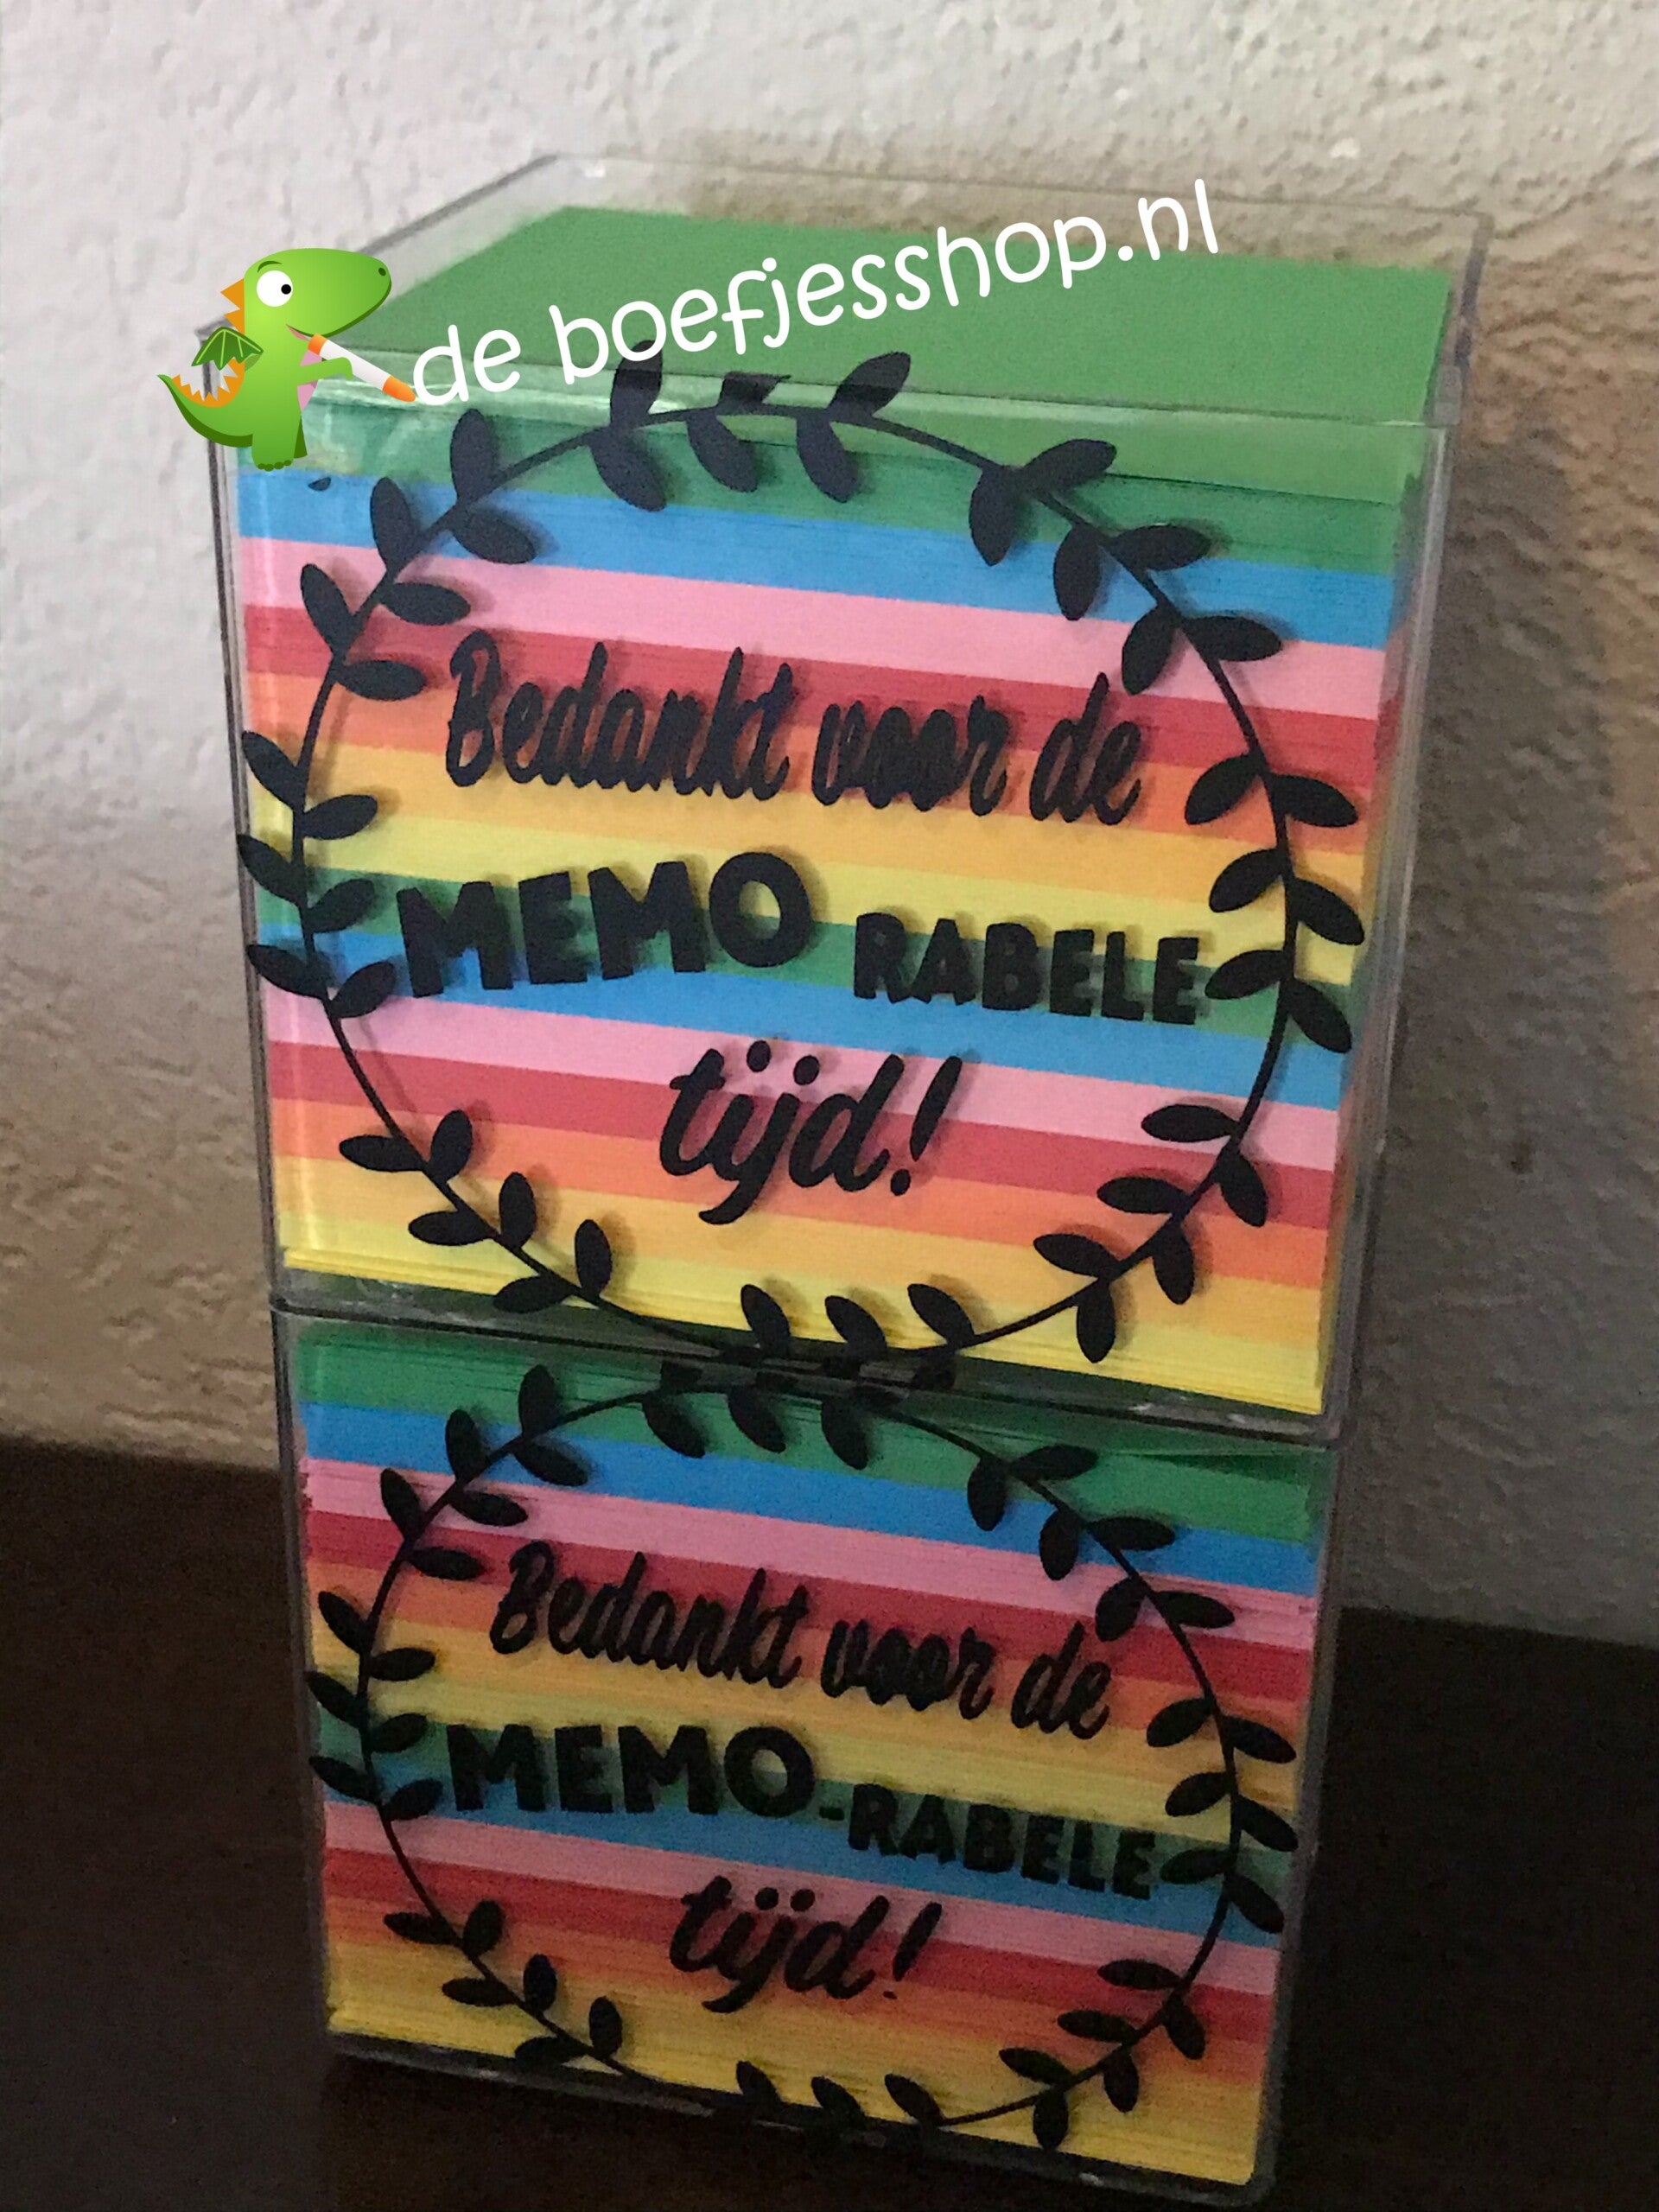 de boefjesshop.nl
Bedankt voor de
MEMO RABELE
tijd!
Bedankt voor de
MEMO-RABELE
tijd!